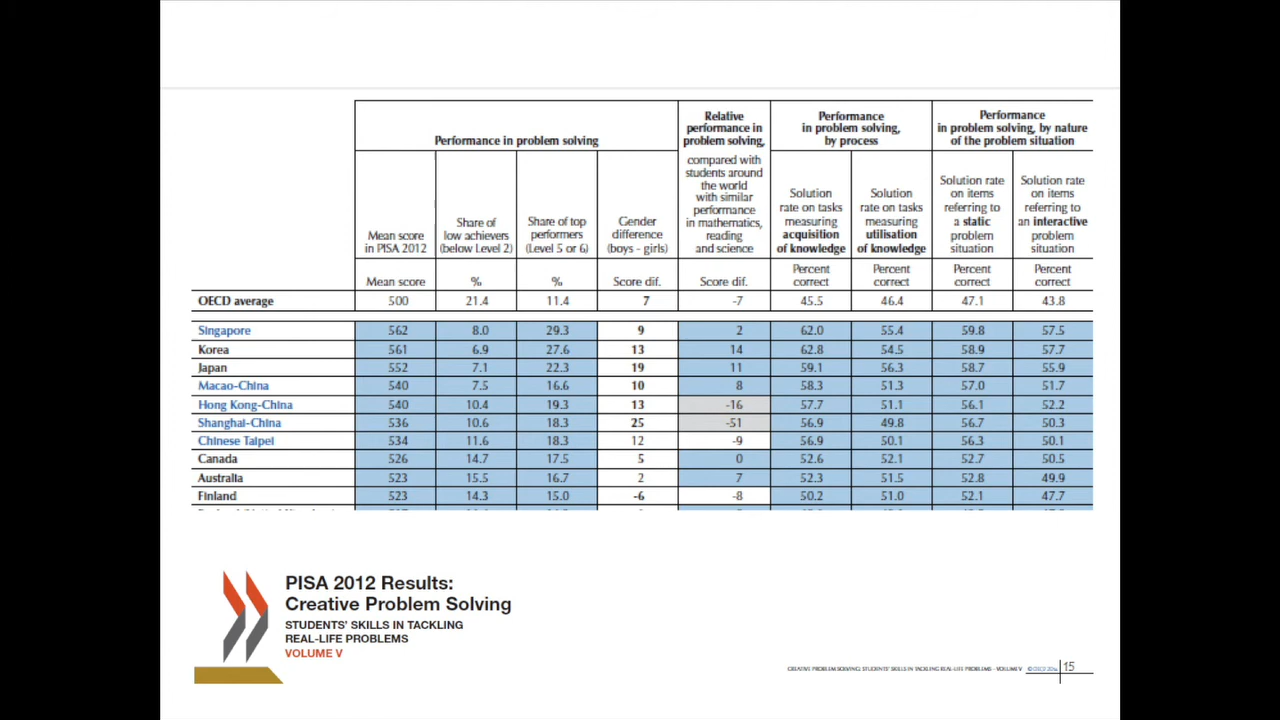 Performance in problem solving
Relative performance in problem solving,
compared with students around the world with similar performance in mathematics, reading and science
Performance in problem solving, by process
Performance in problem solving, by nature of the problem situation
Mean score in PISA 2012
Share of low achievers (below Level 2)
Share of top performers (Level 5 or 6)
Gender difference (boys - girls)
Solution rate on tasks measuring acquisition of knowledge
Solution rate on tasks measuring utilisation of knowledge
Solution rate on items referring to a static problem situation
Solution rate on items referring to an interactive problem situation
Mean score % % Score dif. Score dif. Percent correct Percent correct Percent correct Percent correct
OECD average 500 21.4 11.4 7 -7 45.5 46.4 47.1 43.8
Singapore 562 8.0 29.3 9 2 62.0 55.4 59.8 57.5
Korea 561 6.9 27.6 13 14 62.8 54.5 58.9 57.7
Japan 552 7.1 22.3 19 11 59.1 56.3 58.7 55.9
Macao-China 540 7.5 16.6 10 8 58.3 51.3 57.0 51.7
Hong Kong-China 540 10.4 19.3 13 -16 57.7 51.1 56.1 52.2
Shanghai-China 536 10.6 18.3 25 -51 56.9 49.8 56.7 50.3
Chinese Taipei 534 11.6 18.3 12 -9 56.9 50.1 56.3 50.1
Canada 526 14.7 17.5 5 0 52.6 52.1 52.7 50.5
Australia 523 15.5 16.7 2 7 52.3 51.5 52.8 49.9
Finland 523 14.3 15.0 -6 -8 50.2 51.0 52.1 47.7
PISA 2012 Results:
Creative Problem Solving
STUDENTS' SKILLS IN TACKLING
REAL-LIFE PROBLEMS
VOLUME V
CREATIVE PROBLEM SOLVING: STUDENTS' SKILLS IN TACKLING REAL-LIFE PROBLEMS - VOLUME V © OECD 2014 15